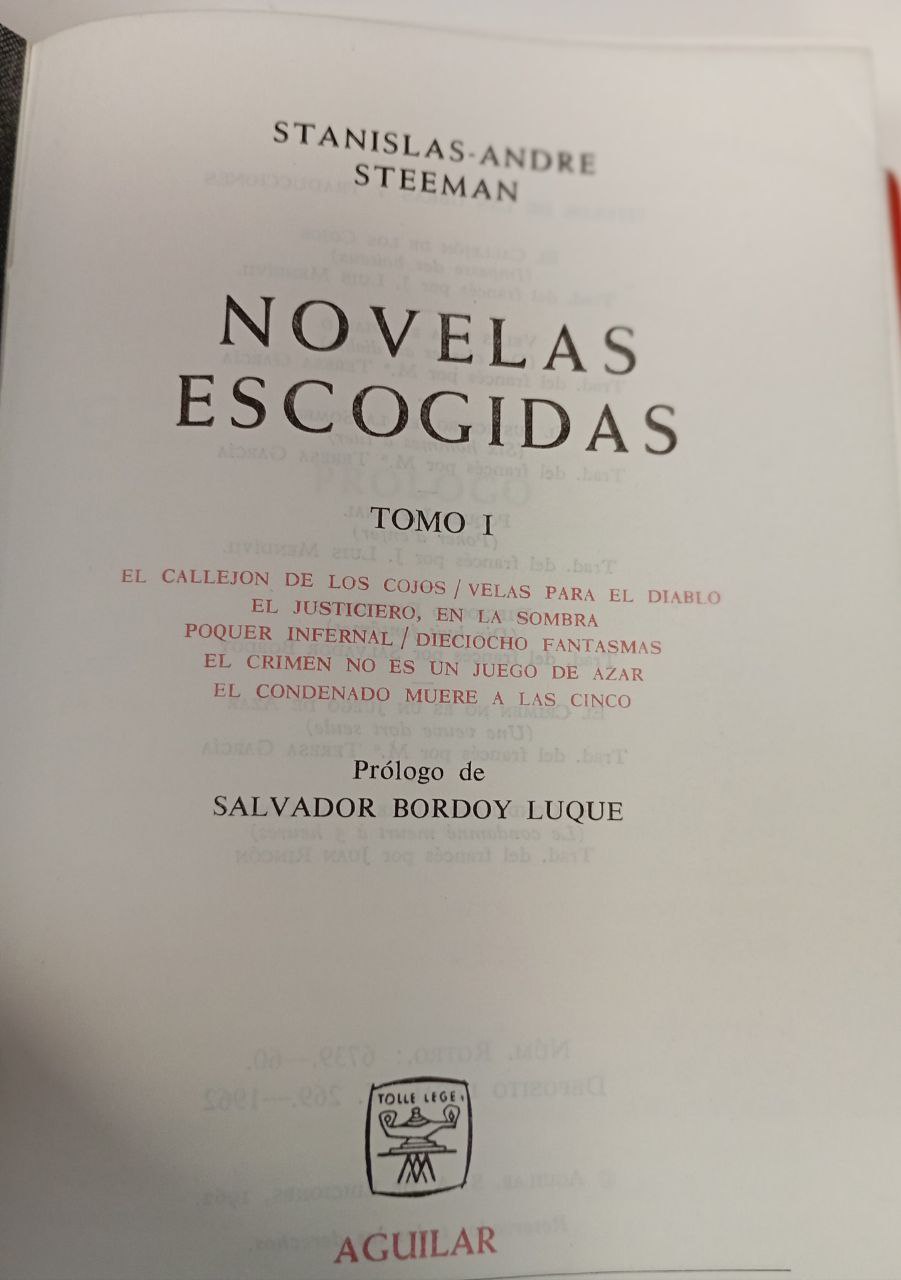 STANISLAS-ANDRE
STEEMAN
NOVELAS
ESCOGIDAS
TOMO I
EL CALLEJON DE LOS COJOS / VELAS PARA EL DIABLO
EL JUSTICIERO, EN LA SOMBRA
POQUER INFERNAL / DIECIOCHO FANTASMAS
EL CRIMEN NO ES UN JUEGO DE AZAR
EL CONDENADO MUERE A LAS CINCO
Prólogo de
SALVADOR BORDOY LUQUE
TOLLE LEGE
AGUILAR